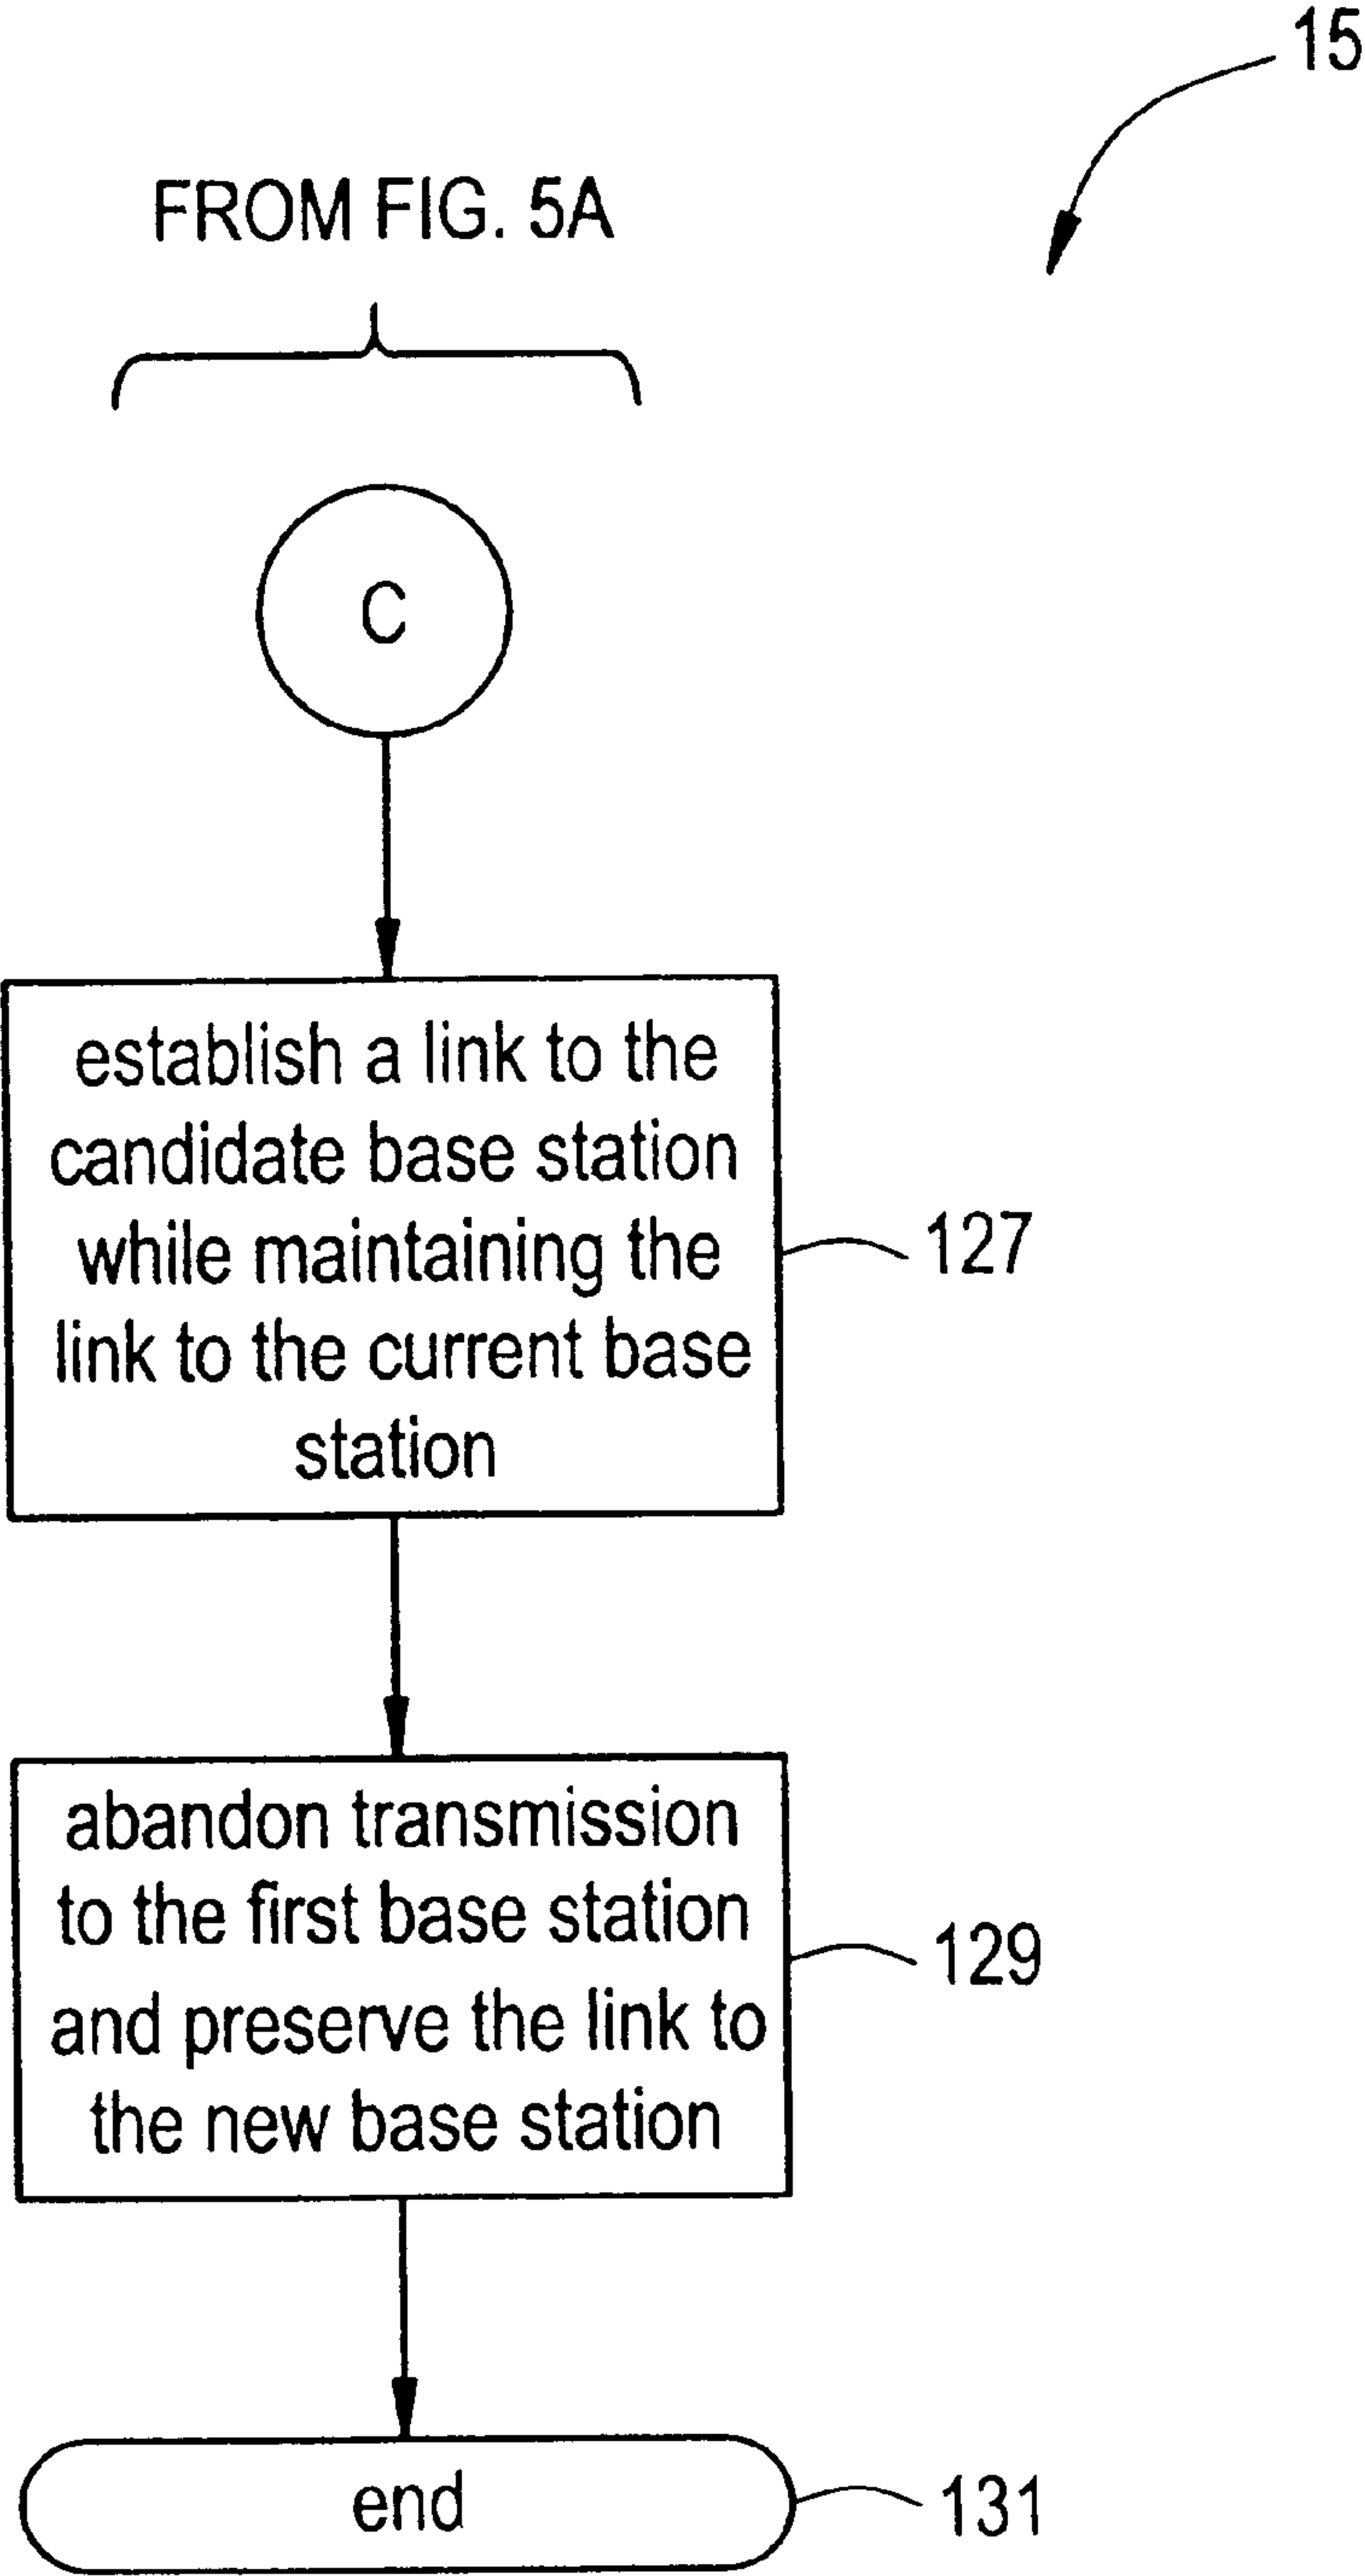 15
FROM FIG. 5A
C
establish a link to the
candidate base station
while maintaining the
link to the current base
station
127
abandon transmission
to the first base station
and preserve the link to
the new base station
129
end
131